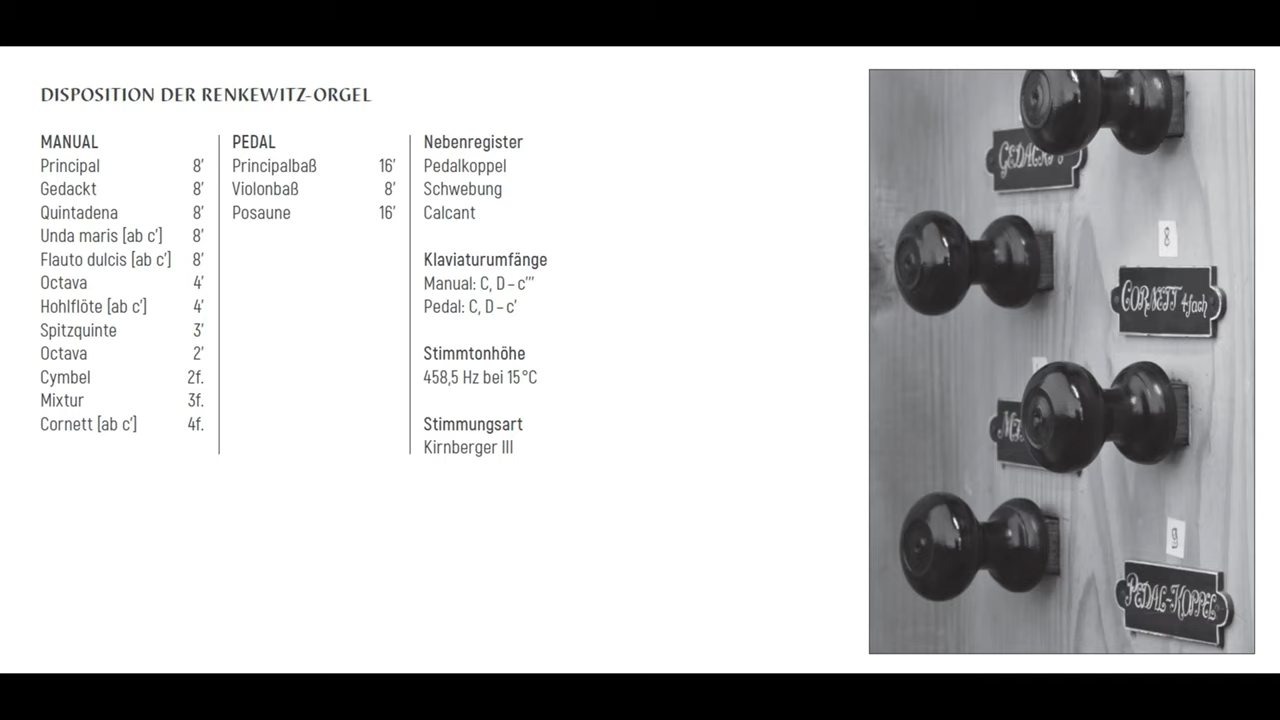 DISPOSITION DER RENKEWITZ-ORGEL
MANUAL
Principal 8’
Gedackt 8’
Quintadena 8’
Unda maris [ab c’] 8’
Flauto dulcis [ab c’] 8’
Octava 4’
Hohlflöte [ab c’] 4’
Spitzquinte 3’
Octava 2’
Cymbel 2f.
Mixtur 3f.
Cornett [ab c’] 4f.
PEDAL
Principalbaß 16’
Violonbaß 8’
Posaune 16’
Nebenregister
Pedalkoppel
Schwebung
Calcant
Klaviaturumfänge
Manual: C, D – c’’’
Pedal: C, D – c’
Stimmtonhöhe
458,5 Hz bei 15°C
Stimmungsart
Kirnberger III
GEDACKT
8
CORNETT 4fach
PEDAL-KOPPEL